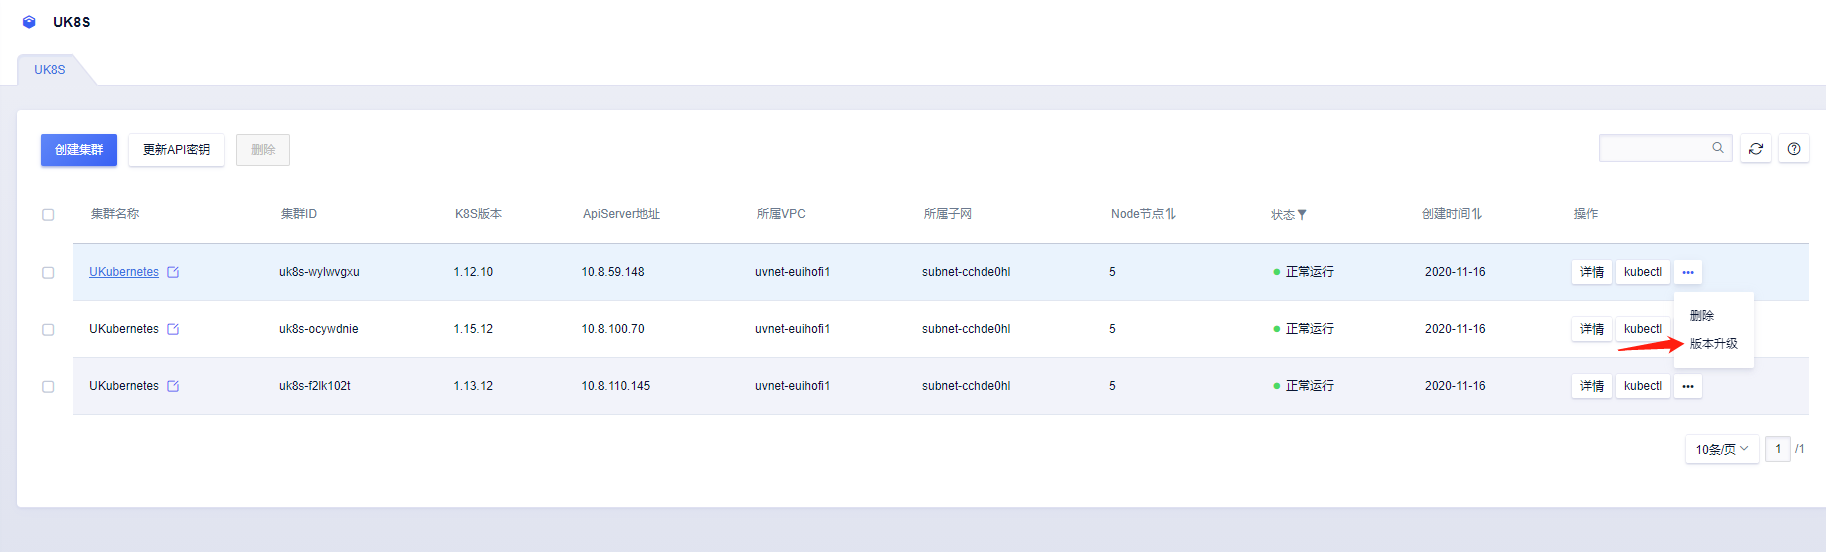 UK8S
UK8S
创建集群 更新API密钥 删除
集群名称 集群ID K8S版本 ApiServer地址 所属VPC 所属子网 Node节点 状态 创建时间 操作
UKubernetes uk8s-wylwvgxu 1.12.10 10.8.59.148 uvnet-euihofi1 subnet-cchde0hl 5 正常运行 2020-11-16 详情 kubectl
删除
UKubernetes uk8s-ocywdnie 1.15.12 10.8.100.70 uvnet-euihofi1 subnet-cchde0hl 5 正常运行 2020-11-16 详情 kubectl
版本升级
UKubernetes uk8s-f2lk102t 1.13.12 10.8.110.145 uvnet-euihofi1 subnet-cchde0hl 5 正常运行 2020-11-16 详情 kubectl
10条/页 1 /1